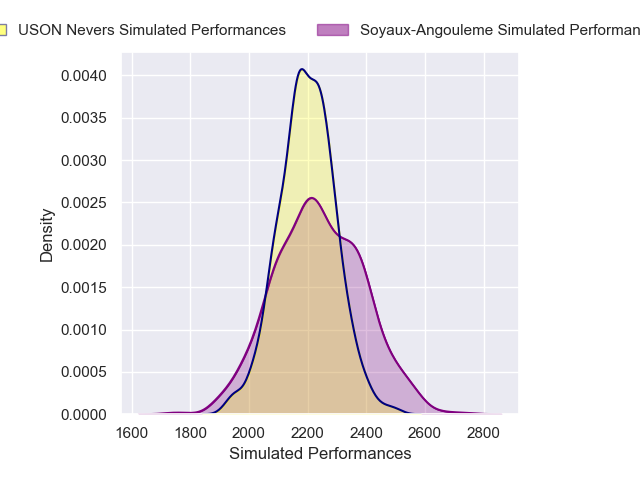 USON Nevers Simulated Performances
Soyaux-Angouleme Simulated Performan
0.0040
0.0035
0.0030
0.0025
0.0020
0.0015
0.0010
0.0005
0.0000
Density
1600 1800 2000 2200 2400 2600 2800
Simulated Performances